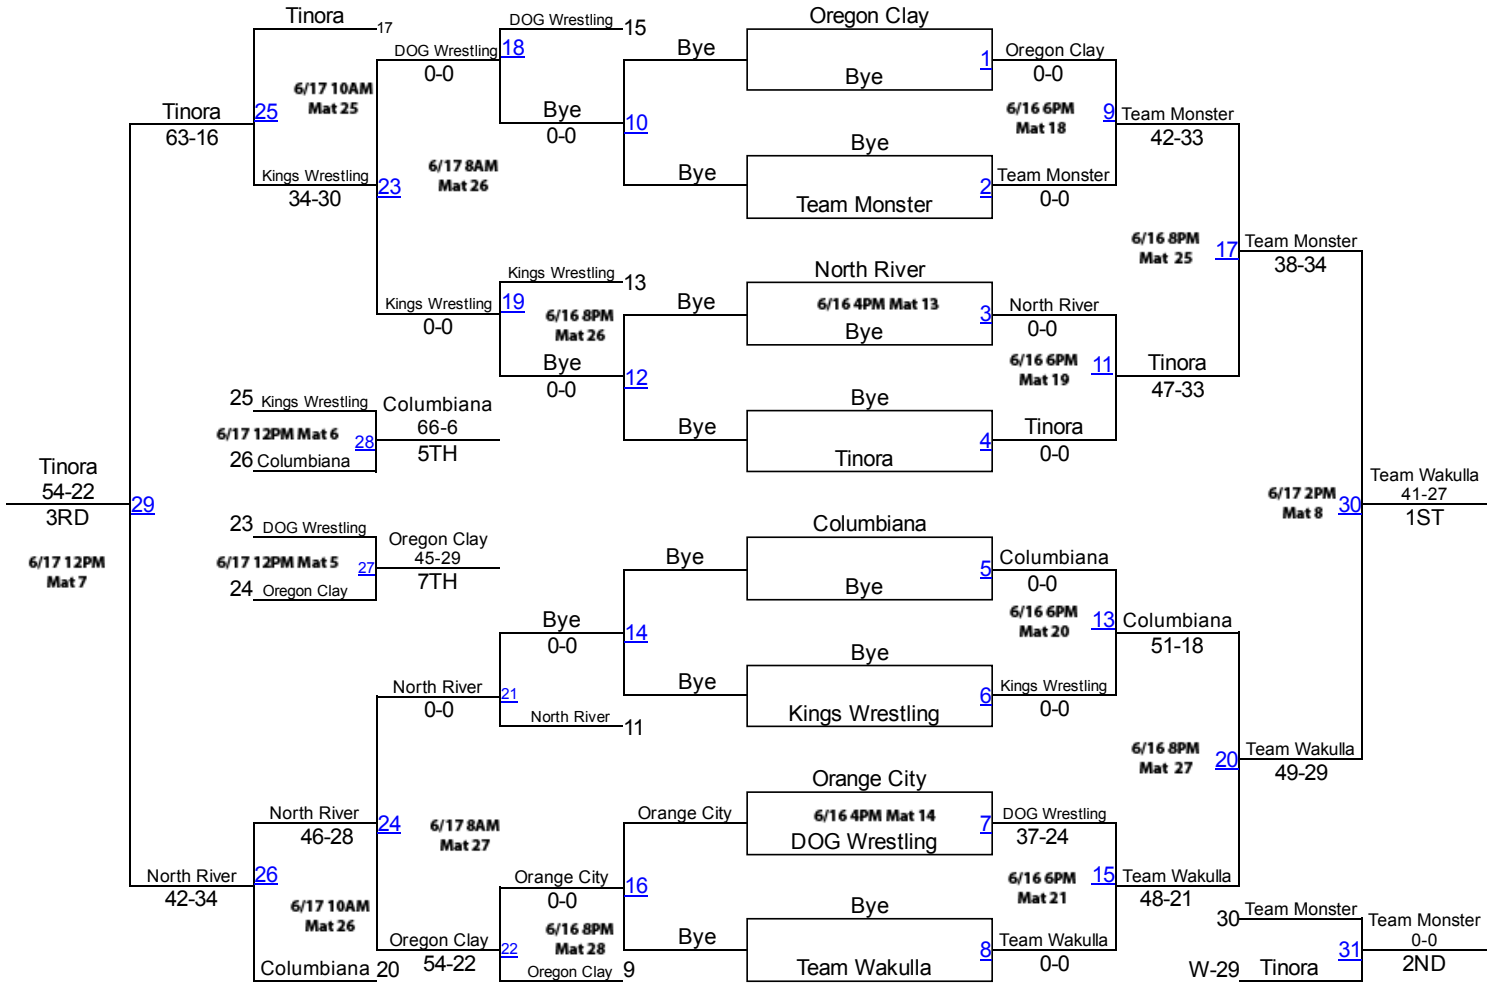 Tinora
17
DOG Wrestling
0-0
18
DOG Wrestling
15
6/17 10AM
Mat 25
25
Tinora
63-16
Kings Wrestling
34-30
23
6/17 8AM
Mat 26
Bye
0-0
10
Bye
Bye
Kings Wrestling
0-0
19
Kings Wrestling
13
6/16 8PM
Mat 26
Bye
0-0
12
Bye
Bye
Oregon Clay
Bye
1
Oregon Clay
0-0
6/16 6PM
Mat 18
9
Team Monster
42-33
Bye
Team Monster
2
Team Monster
0-0
6/16 8PM
Mat 25
17
Team Monster
38-34
North River
6/16 4PM Mat 13
Bye
3
North River
0-0
6/16 6PM
Mat 19
11
Tinora
47-33
Bye
Tinora
4
Tinora
0-0
25 Kings Wrestling
6/17 12PM Mat 6
28
26 Columbiana
Columbiana
66-6
5TH
Tinora
54-22
3RD
29
6/17 12PM
Mat 7
23 DOG Wrestling
6/17 12PM Mat 5
27
24 Oregon Clay
Oregon Clay
45-29
7TH
6/17 2PM
Mat 8
30
Team Wakulla
41-27
1ST
Bye
Bye
Bye
0-0
14
North River
0-0
21
North River
11
Columbiana
Bye
5
Columbiana
0-0
6/16 6PM
Mat 20
13
Columbiana
51-18
Bye
Kings Wrestling
6
Kings Wrestling
0-0
6/16 8PM
Mat 27
20
Team Wakulla
49-29
North River
46-28
24
6/17 8AM
Mat 27
North River
42-34
26
6/17 10AM
Mat 26
Columbiana 20
Oregon Clay
54-22
22
Orange City
0-0
16
6/16 8PM
Mat 28
Oregon Clay
9
Orange City
Bye
Orange City
6/16 4PM Mat 14
DOG Wrestling
7
DOG Wrestling
37-24
6/16 6PM
Mat 21
15
Team Wakulla
48-21
Bye
Team Wakulla
8
Team Wakulla
0-0
30 Team Monster
W-29 Tinora
31
Team Monster
0-0
2ND